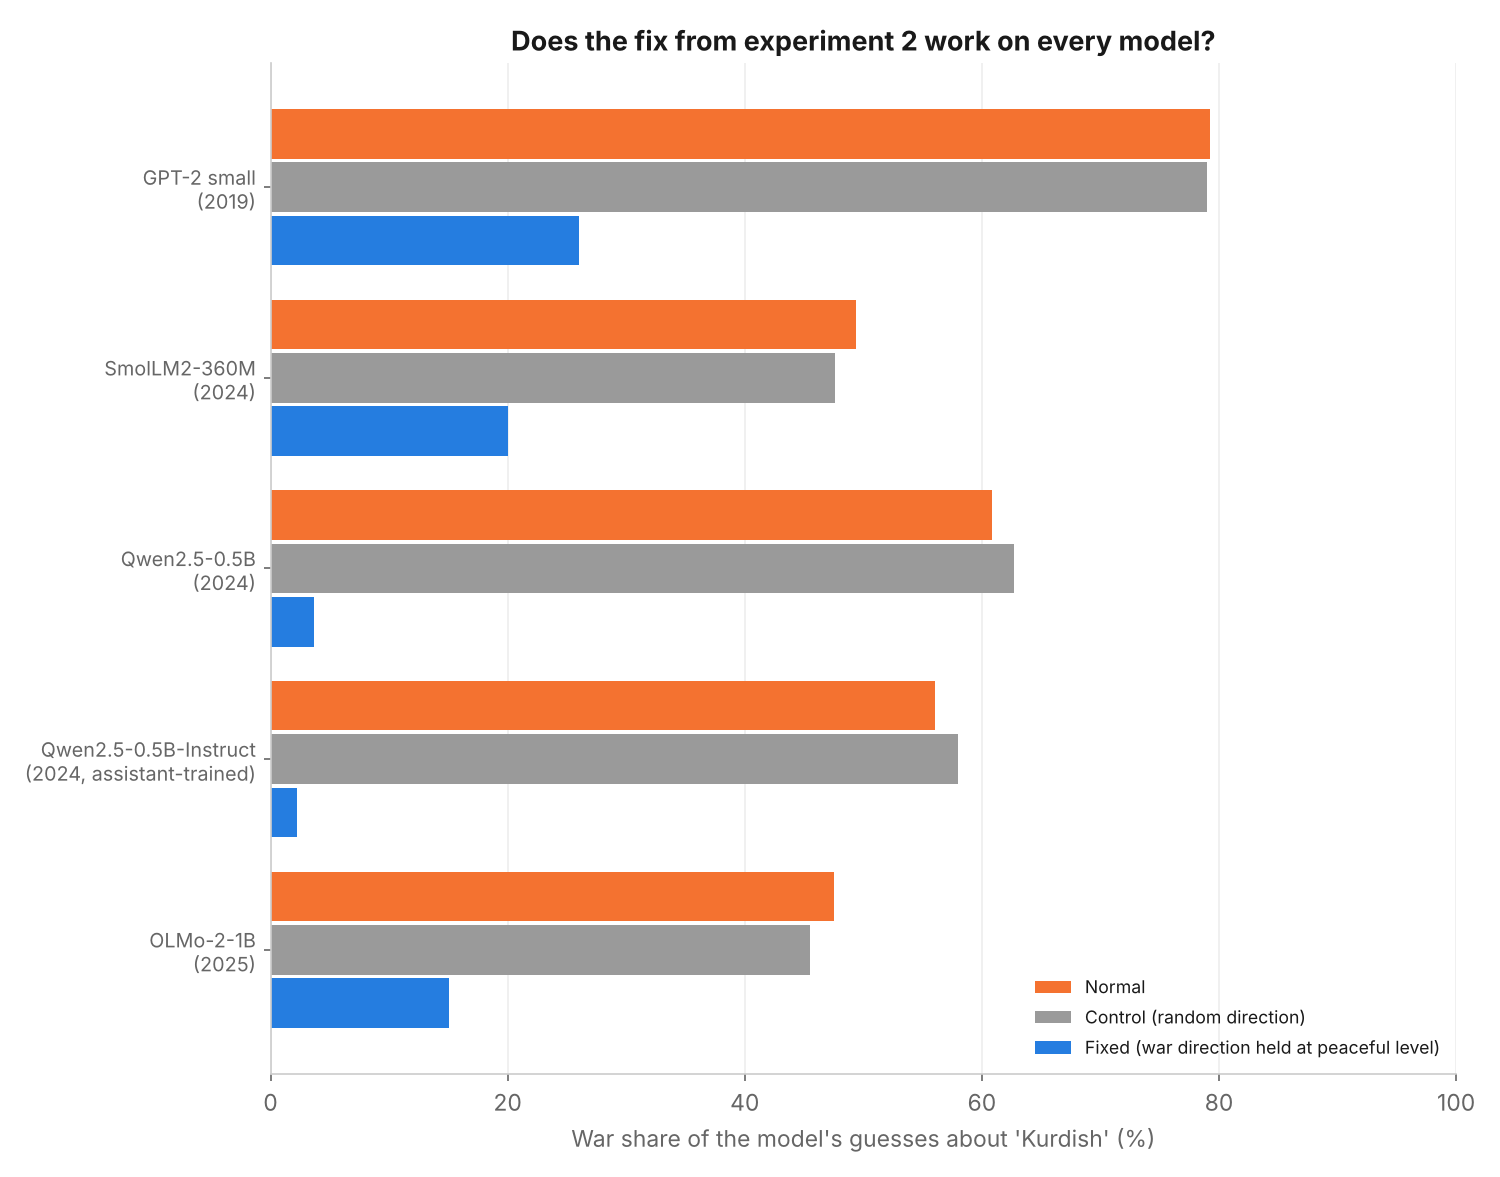 Does the fix from experiment 2 work on every model?
GPT-2 small
(2019)
SmolLM2-360M
(2024)
Qwen2.5-0.5B
(2024)
Qwen2.5-0.5B-Instruct
(2024, assistant-trained)
OLMo-2-1B
(2025)
Normal
Control (random direction)
Fixed (war direction held at peaceful level)
0 20 40 60 80 100
War share of the model's guesses about 'Kurdish' (%)